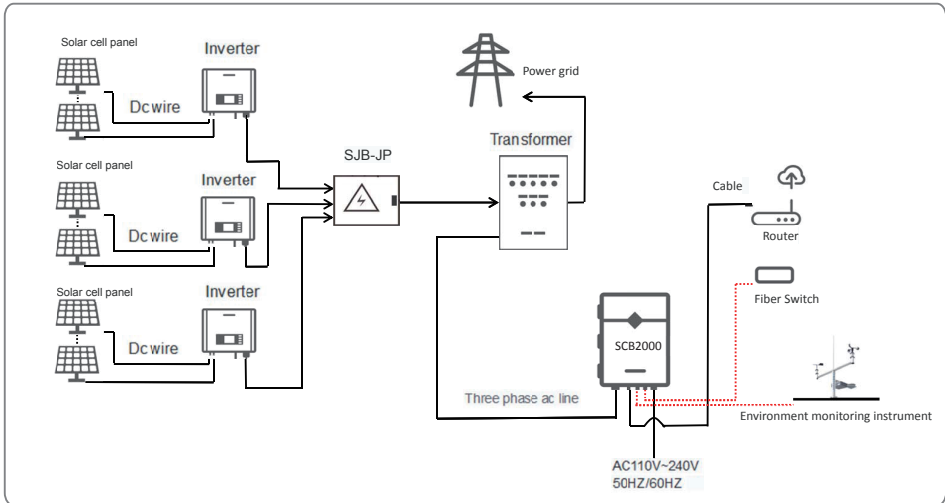 Solar cell panel
Inverter
Dc wire
Solar cell panel
Inverter
Dc wire
Solar cell panel
Inverter
Dc wire
SJB-JP
Power grid
Transformer
Cable
Router
Fiber Switch
SCB2000
Three phase ac line
Environment monitoring instrument
AC110V~240V
50HZ/60HZ